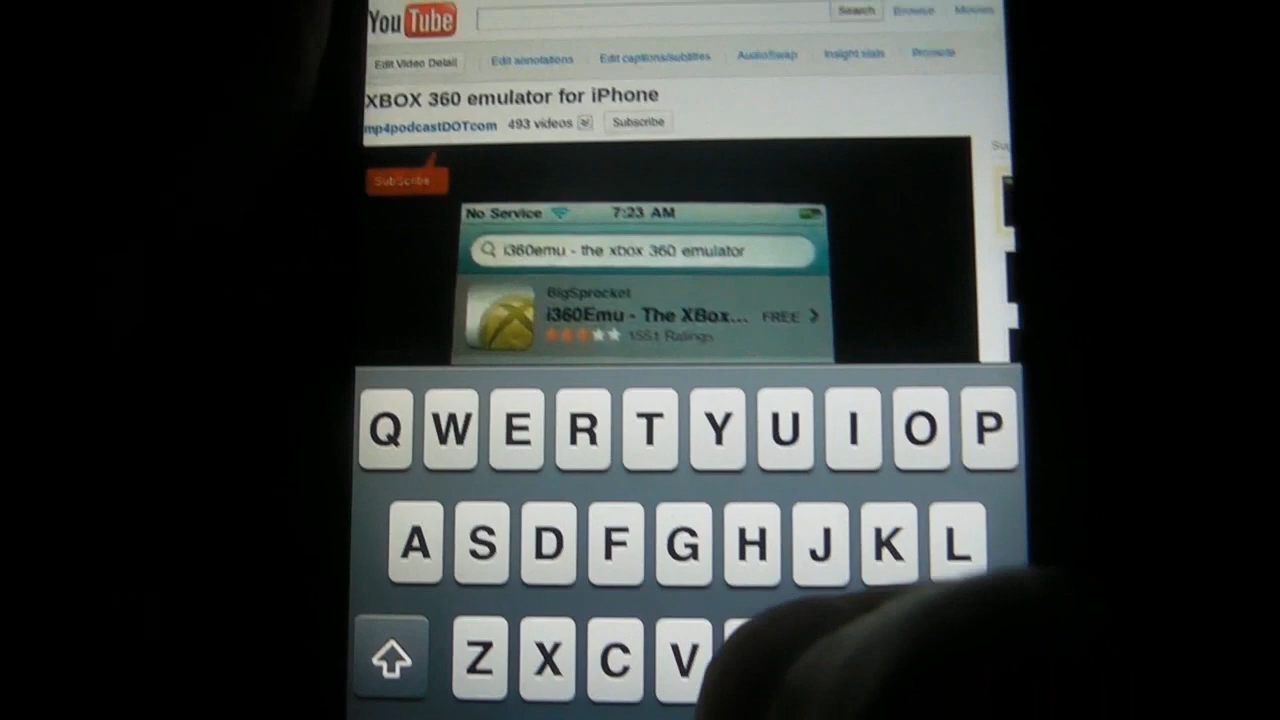 YouTube Search Browse Movies
Edit Video Detail Edit annotations Edit captions/subtitles AudioSwap Insight stats Promote
XBOX 360 emulator for iPhone
mp4podcastDOTcom 493 videos Subscribe
SubScribe
No Service 7:23 AM
i360emu - the xbox 360 emulator
BigSprocket
i360Emu - The XBox... FREE
1551 Ratings
Q W E R T Y U I O P
A S D F G H J K L
Z X C V